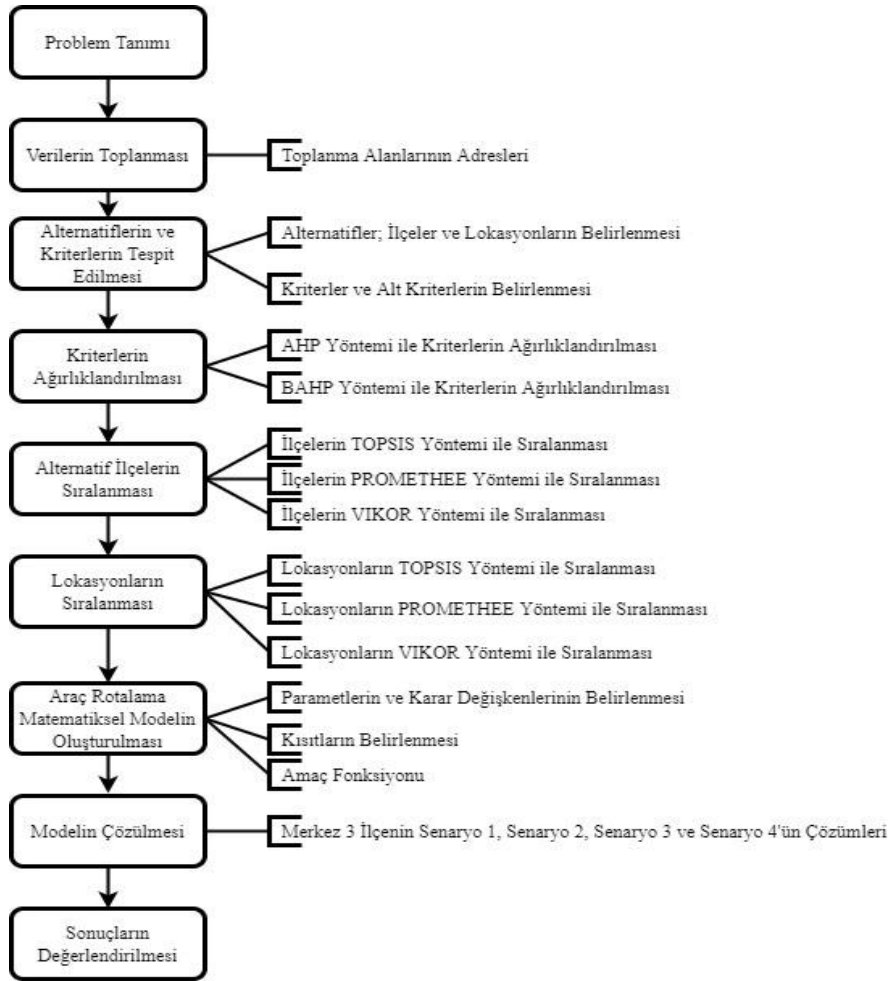 Problem Tanımı
Verilerin Toplanması
Toplanma Alanlarının Adresleri
Alternatiflerin ve
Kriterlerin Tespit
Edilmesi
Alternatifler; İlçeler ve Lokasyonların Belirlenmesi
Kriterler ve Alt Kriterlerin Belirlenmesi
Kriterlerin
Ağırlıklandırılması
AHP Yöntemi ile Kriterlerin Ağırlıklandırılması
BAHP Yöntemi ile Kriterlerin Ağırlıklandırılması
Alternatif İlçelerin
Sıralanması
İlçelerin TOPSIS Yöntemi ile Sıralanması
İlçelerin PROMETHEE Yöntemi ile Sıralanması
İlçelerin VIKOR Yöntemi ile Sıralanması
Lokasyonların
Sıralanması
Lokasyonların TOPSIS Yöntemi ile Sıralanması
Lokasyonların PROMETHEE Yöntemi ile Sıralanması
Lokasyonların VIKOR Yöntemi ile Sıralanması
Araç Rotalama
Matematiksel Modelin
Oluşturulması
Parametlerin ve Karar Değişkenlerinin Belirlenmesi
Kısıtların Belirlenmesi
Amaç Fonksiyonu
Modelin Çözülmesi
Merkez 3 İlçenin Senaryo 1, Senaryo 2, Senaryo 3 ve Senaryo 4'ün Çözümleri
Sonuçların
Değerlendirilmesi